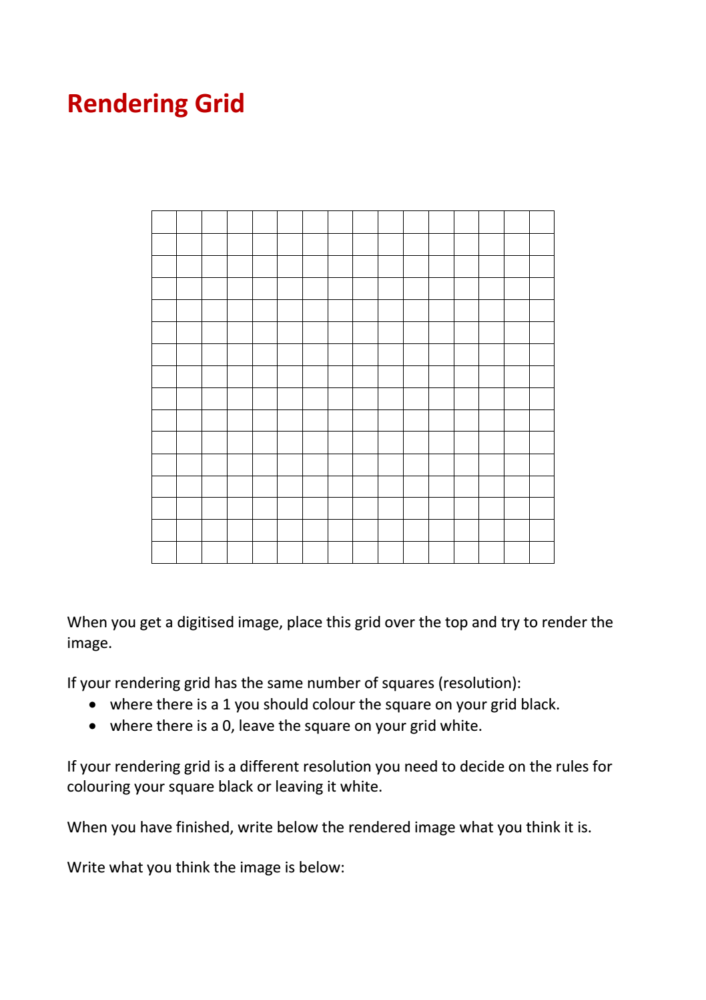 Rendering Grid
When you get a digitised image, place this grid over the top and try to render the
image.
If your rendering grid has the same number of squares (resolution):
• where there is a 1 you should colour the square on your grid black.
• where there is a 0, leave the square on your grid white.
If your rendering grid is a different resolution you need to decide on the rules for
colouring your square black or leaving it white.
When you have finished, write below the rendered image what you think it is.
Write what you think the image is below: